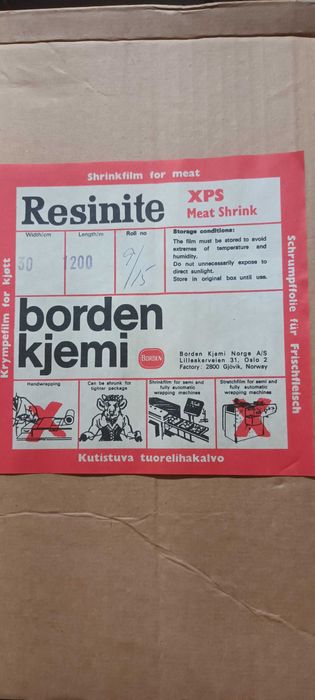 Shrinkfilm for meat
Resinite
XPS
Meat Shrink
Width/cm
30
Length/m
1200
Roll no
9/15
Storage conditions:
The film must be stored to avoid
extremes of temperature and
humidity.
Do not unnecessarily expose to
direct sunlight.
Store in original box until use.
borden
kjemi
BORDEN
Borden Kjemi Norge A/S
Lilleakerveien 31, Oslo 2
Factory: 2800 Gjövik, Norway
Handwrapping
Can be shrunk for
tighter package
Shrinkfilm for semi and
fully automatic
wrapping machines
Stretchfilm for semi and
fully automatic
wrapping machines
Krympefilm for kjøtt
Schrumpffolie für Frischfleisch
Kutistuva tuorelihakalvo